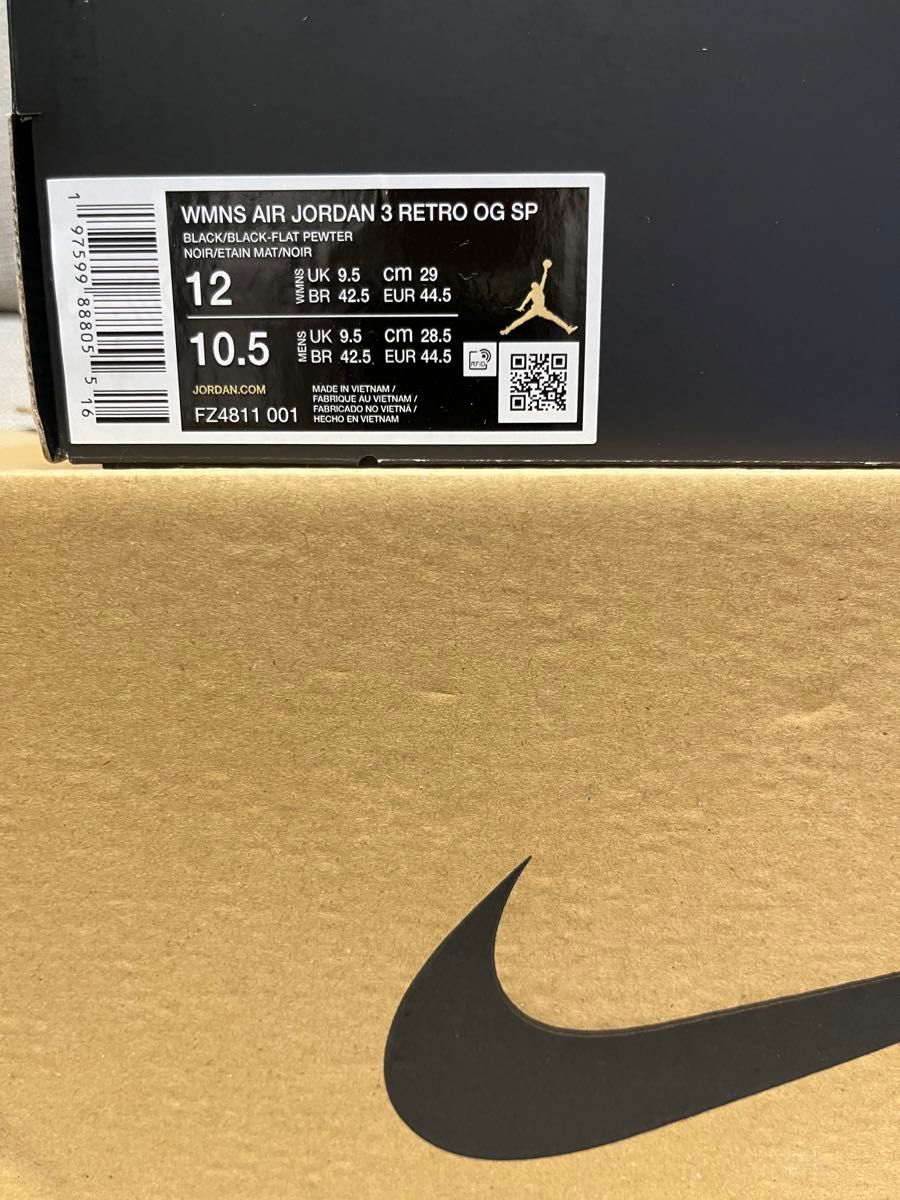 WMNS AIR JORDAN 3 RETRO OG SP
BLACK/BLACK-FLAT PEWTER
NOIR/ETAIN MAT/NOIR
12 WMNS UK 9.5 cm 29
BR 42.5 EUR 44.5
10.5 MENS UK 9.5 cm 28.5
BR 42.5 EUR 44.5
RFID
JORDAN.COM
FZ4811 001
MADE IN VIETNAM /
FABRIQUE AU VIETNAM /
FABRICADO NO VIETNÃ /
HECHO EN VIETNAM
1 97599 88805 5 16